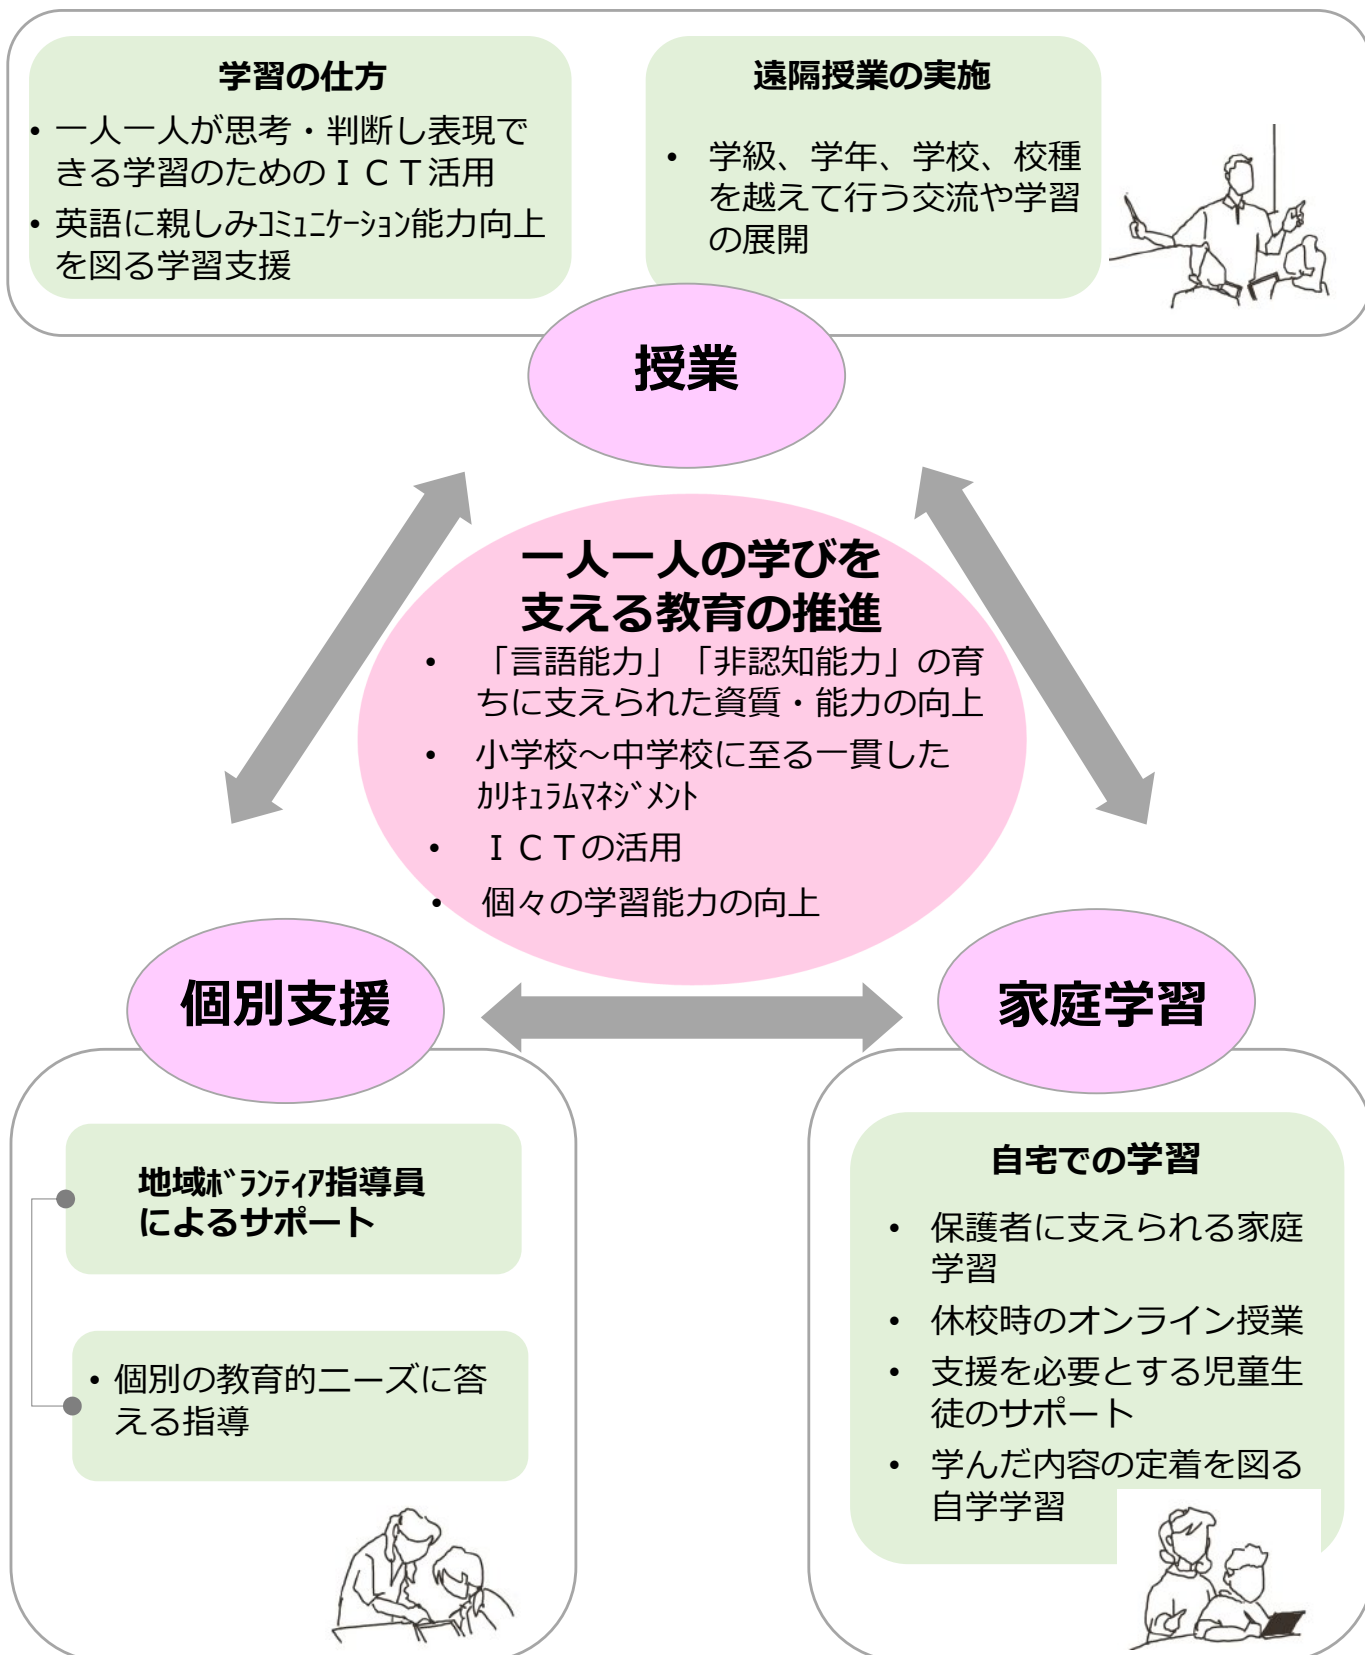 学習の仕方
• 一人一人が思考・判断し表現で
きる学習のためのＩＣＴ活用
• 英語に親しみｺﾐｭﾆｹｰｼｮﾝ能力向上
を図る学習支援
遠隔授業の実施
• 学級、学年、学校、校種
を越えて行う交流や学習
の展開
授業
一人一人の学びを
支える教育の推進
• 「言語能力」「非認知能力」の育
ちに支えられた資質・能力の向上
• 小学校～中学校に至る一貫した
ｶﾘｷｭﾗﾑﾏﾈｼﾞﾒﾝﾄ
• ＩＣＴの活用
• 個々の学習能力の向上
個別支援
地域ﾎﾞﾗﾝﾃｨｱ指導員
によるサポート
• 個別の教育的ニーズに答
える指導
家庭学習
自宅での学習
• 保護者に支えられる家庭
学習
• 休校時のオンライン授業
• 支援を必要とする児童生
徒のサポート
• 学んだ内容の定着を図る
自学学習